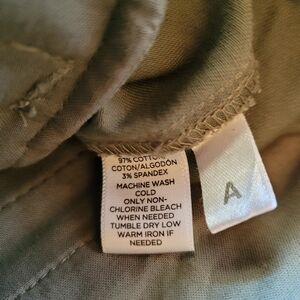 97% COTTON/
COTON/ALGODÓN
3% SPANDEX
MACHINE WASH
COLD
ONLY NON-
CHLORINE BLEACH
WHEN NEEDED
TUMBLE DRY LOW
WARM IRON IF
NEEDED
A